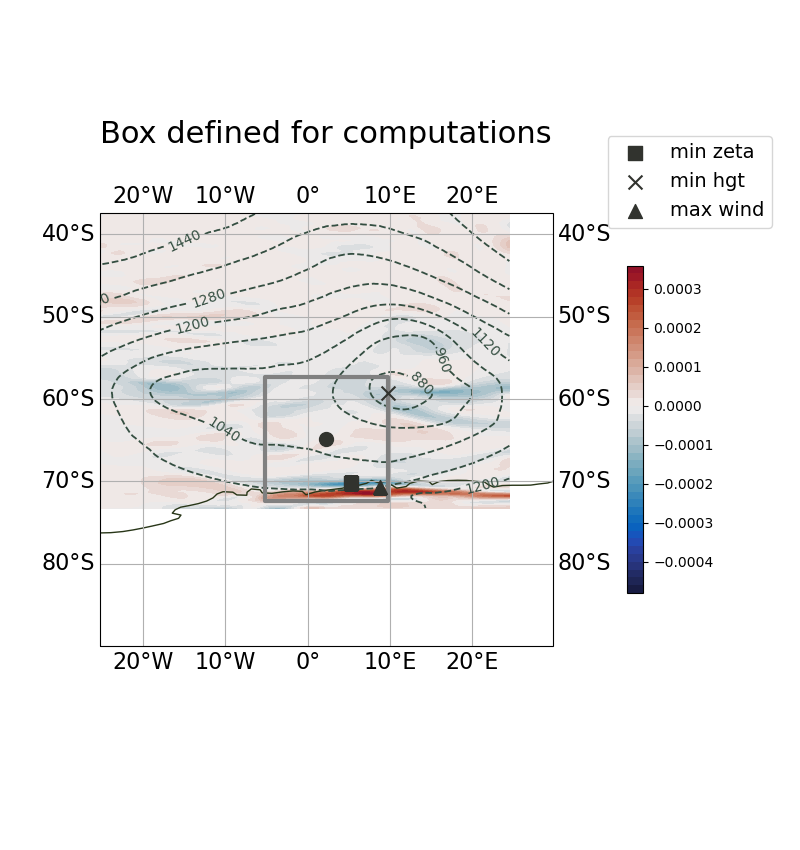 Box defined for computations
min zeta
min hgt
max wind
20°W 10°W 0° 10°E 20°E
40°S 40°S
50°S 50°S
60°S 60°S
70°S 70°S
80°S 80°S
20°W 10°W 0° 10°E 20°E
1440
0
1280
1200
1120
960
880
1040
1200
0.0003
0.0002
0.0001
0.0000
−0.0001
−0.0002
−0.0003
−0.0004